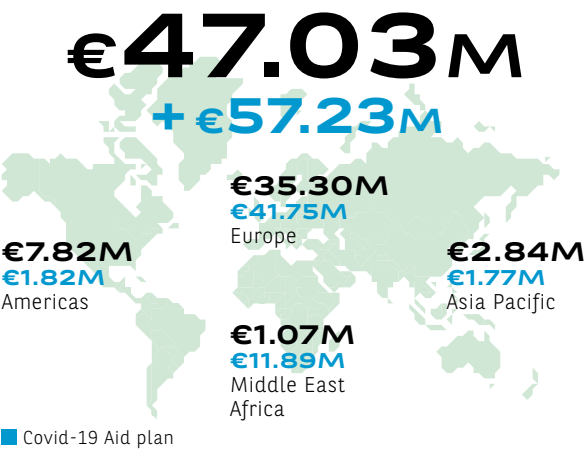 €47.03M
+ €57.23M
€35.30M
€41.75M
Europe
€7.82M
€1.82M
Americas
€2.84M
€1.77M
Asia Pacific
€1.07M
€11.89M
Middle East
Africa
Covid-19 Aid plan